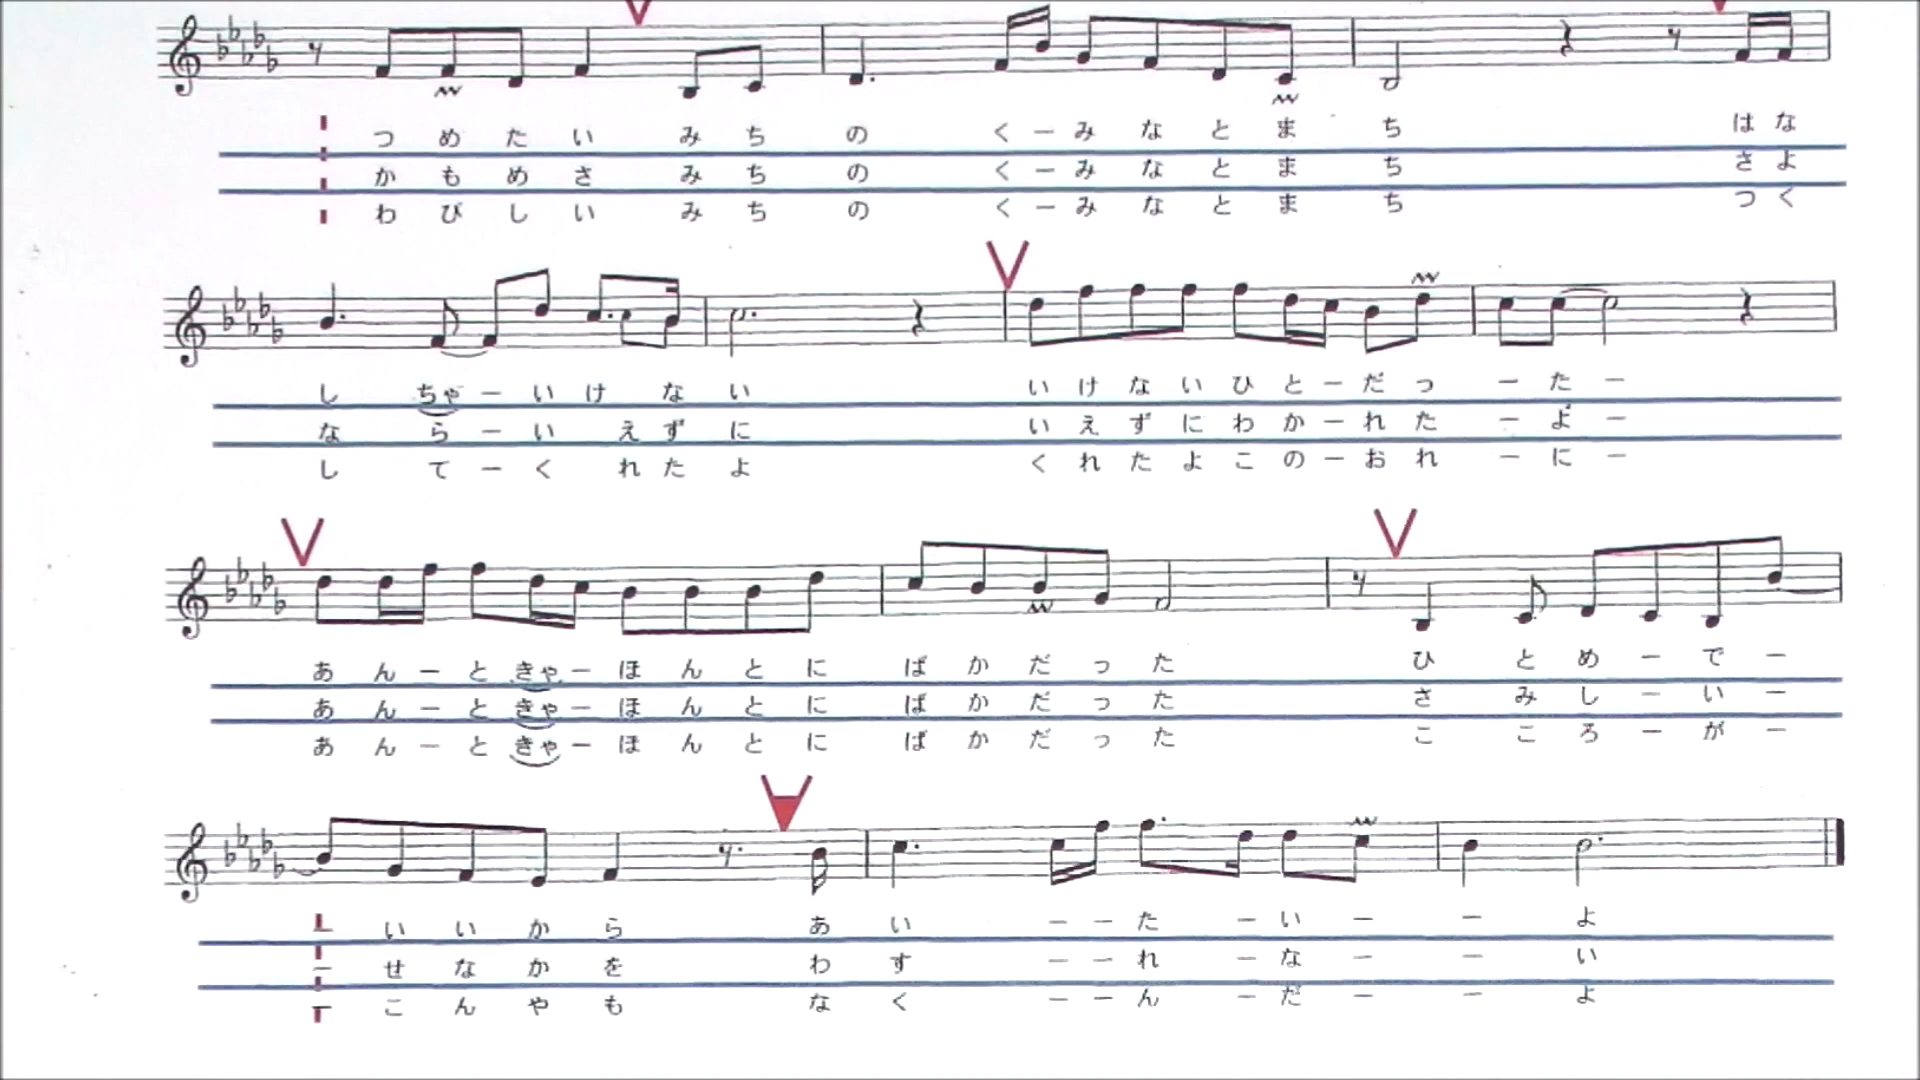 つ め た い み ち の く ー み な と ま ち は な
か も め さ み ち の く ー み な と ま ち さ よ
わ び し い み ち の く ー み な と ま ち つ く
し ちゃ ー い け な い い け な い ひ と ー だ っ ー た ー
な ら ー い え ず に い え ず に わ か ー れ た ー よ ー
し て ー く れ た よ く れ た よ こ の ー お れ ー に ー
あ ん ー と きゃ ー ほ ん と に ば か だ っ た ひ と め ー で ー
あ ん ー と きゃ ー ほ ん と に ば か だ っ た さ み し ー い ー
あ ん ー と きゃ ー ほ ん と に ば か だ っ た こ こ ろ ー が ー
ー い い か ら あ い ー ー た ー い ー ー よ
ー せ な か を わ す ー ー れ ー な ー ー い
ー こ ん や も な く ー ー ん ー だ ー ー よ